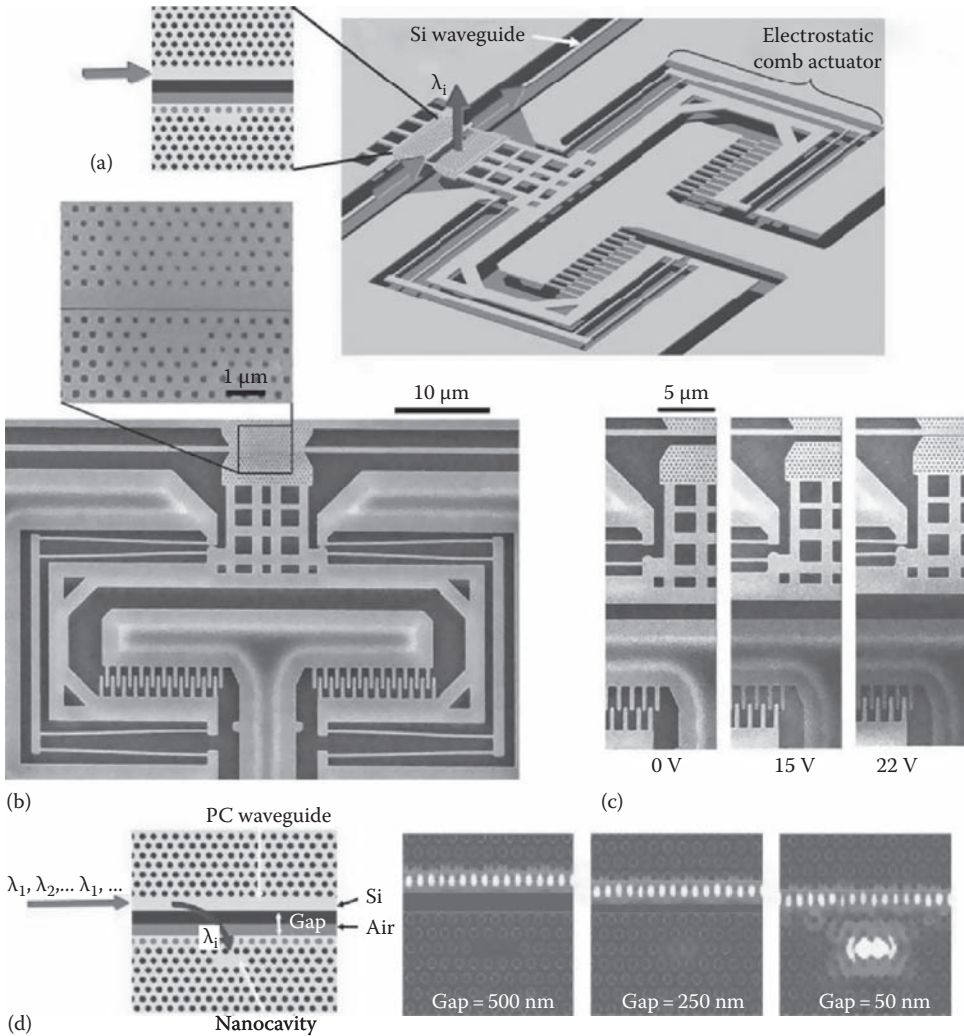 Si waveguide
Electrostatic
comb actuator
λi
(a)
1 μm
10 μm
5 μm
0 V
15 V
22 V
(b)
(c)
PC waveguide
λ1, λ2,... λ1, ...
Si
Gap
Air
λi
Nanocavity
(d)
Gap = 500 nm
Gap = 250 nm
Gap = 50 nm